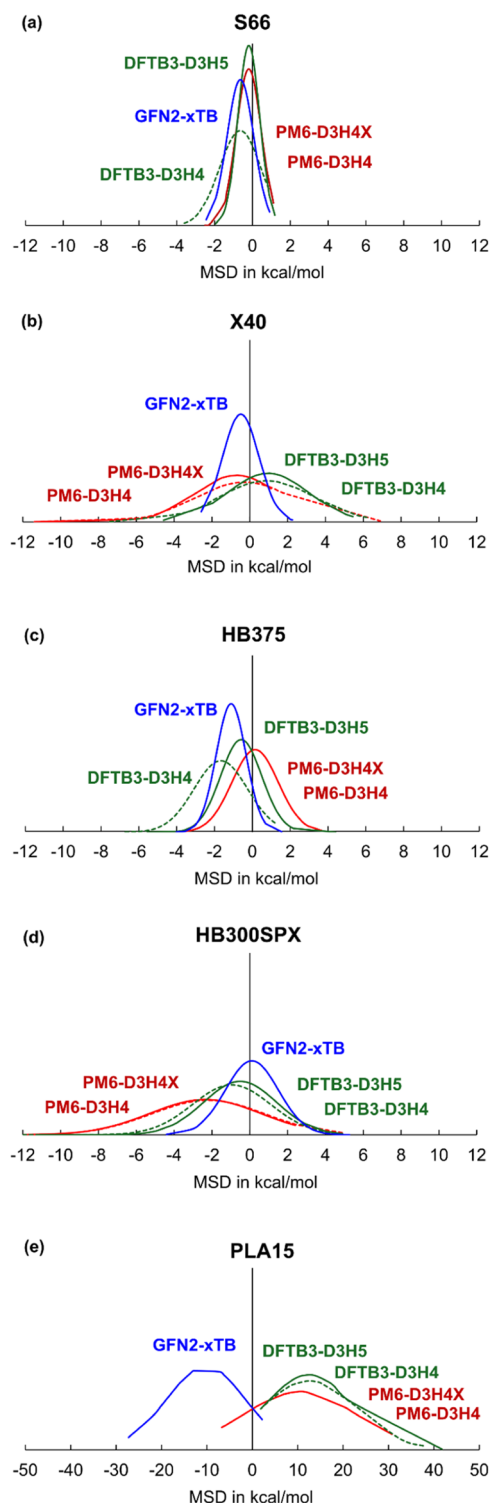 (a)
S66
DFTB3-D3H5
GFN2-xTB
PM6-D3H4X
PM6-D3H4
DFTB3-D3H4
-12 -10 -8 -6 -4 -2 0 2 4 6 8 10 12
MSD in kcal/mol
(b)
X40
GFN2-xTB
PM6-D3H4X
DFTB3-D3H5
PM6-D3H4
DFTB3-D3H4
-12 -10 -8 -6 -4 -2 0 2 4 6 8 10 12
MSD in kcal/mol
(c)
HB375
GFN2-xTB
DFTB3-D3H5
DFTB3-D3H4
PM6-D3H4X
PM6-D3H4
-12 -10 -8 -6 -4 -2 0 2 4 6 8 10 12
MSD in kcal/mol
(d)
HB300SPX
GFN2-xTB
PM6-D3H4X
DFTB3-D3H5
PM6-D3H4
DFTB3-D3H4
-12 -10 -8 -6 -4 -2 0 2 4 6 8 10 12
MSD in kcal/mol
(e)
PLA15
GFN2-xTB
DFTB3-D3H5
DFTB3-D3H4
PM6-D3H4X
PM6-D3H4
-50 -40 -30 -20 -10 0 10 20 30 40 50
MSD in kcal/mol